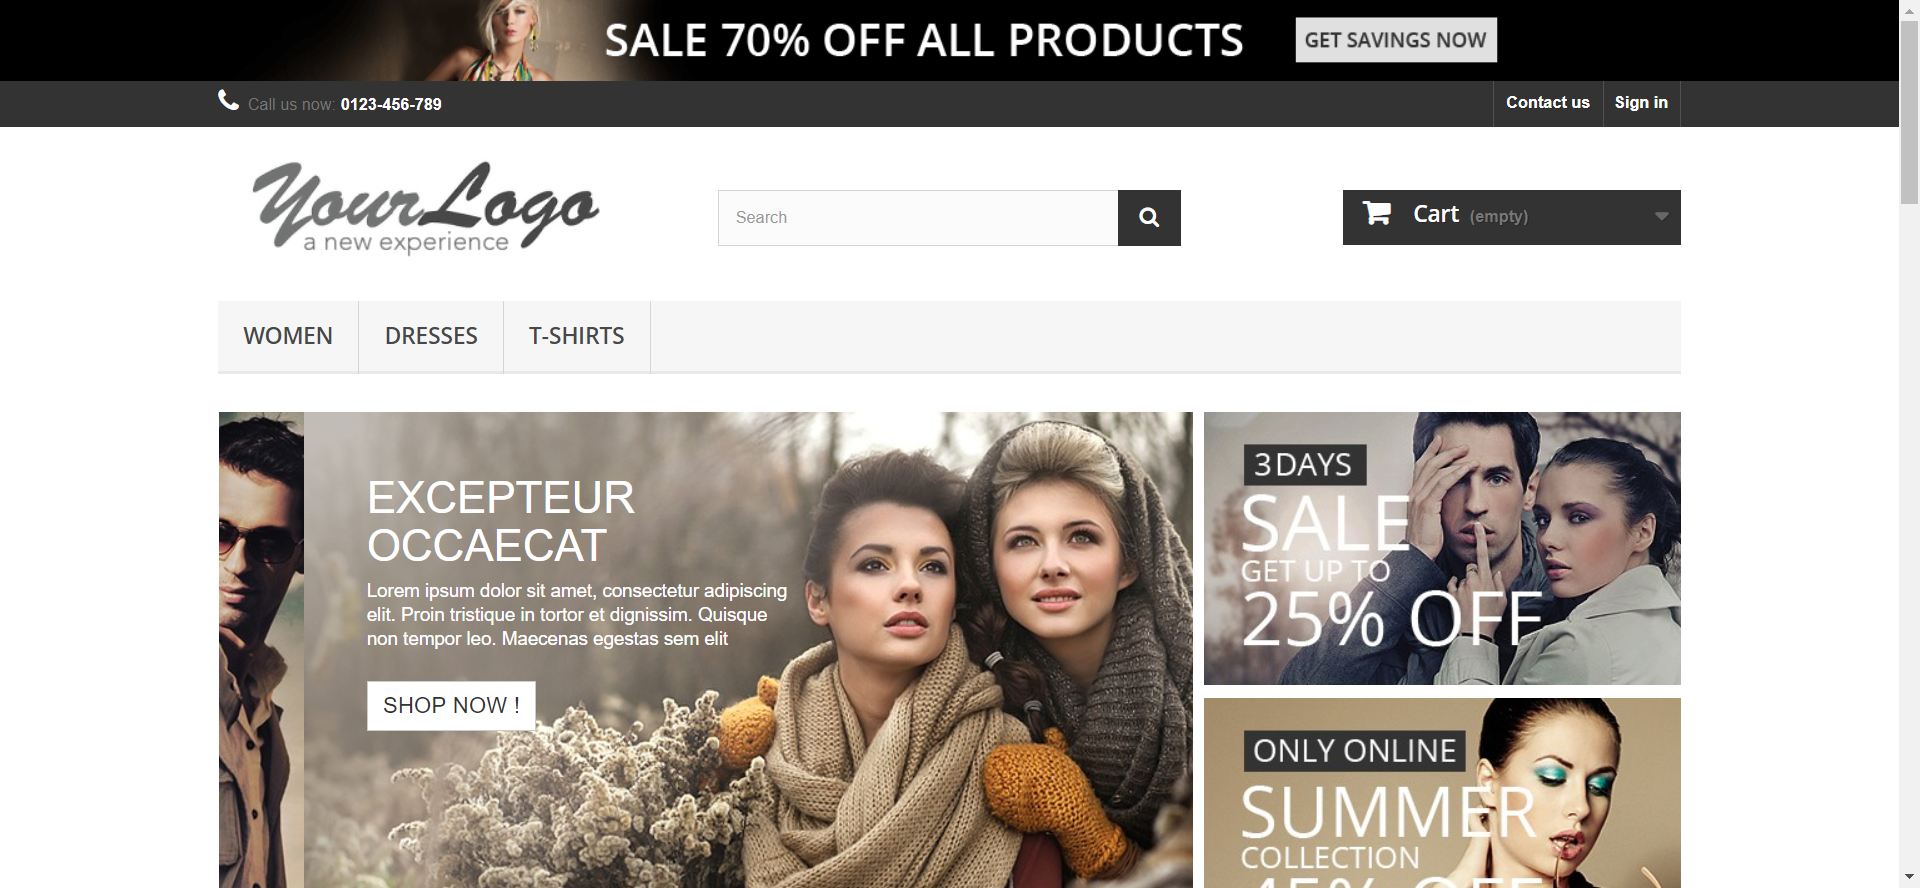 SALE 70% OFF ALL PRODUCTS
GET SAVINGS NOW
Call us now: 0123-456-789
Contact us
Sign in
YourLogo
a new experience
Search
Cart (empty)
WOMEN
DRESSES
T-SHIRTS
EXCEPTEUR
OCCAECAT
Lorem ipsum dolor sit amet, consectetur adipiscing
elit. Proin tristique in tortor et dignissim. Quisque
non tempor leo. Maecenas egestas sem elit
SHOP NOW !
3 DAYS
SALE
GET UP TO
25% OFF
ONLY ONLINE
SUMMER
COLLECTION
45% OFF